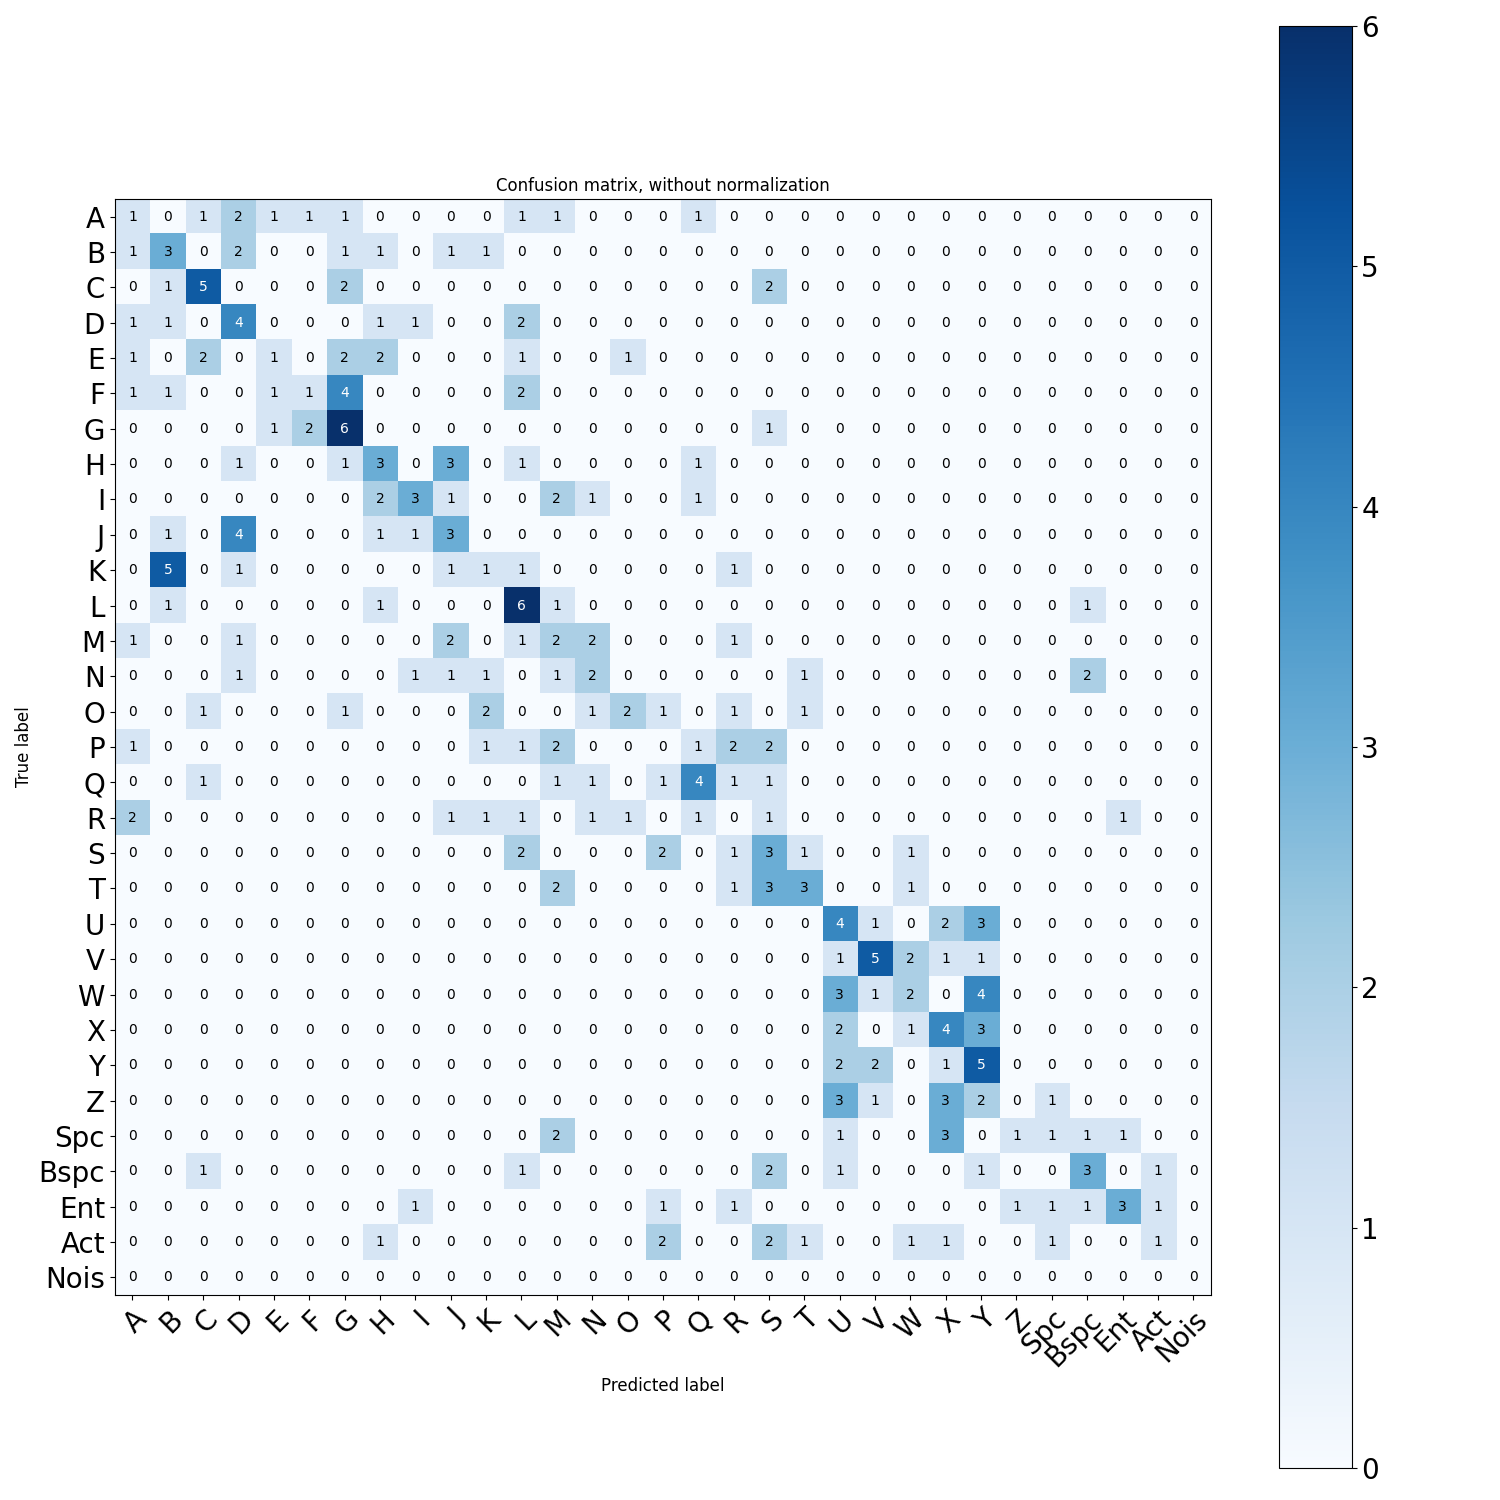 Confusion matrix, without normalization
A 1 0 1 2 1 1 1 0 0 0 0 1 1 0 0 0 1 0 0 0 0 0 0 0 0 0 0 0 0 0 0
B 1 3 0 2 0 0 1 1 0 1 1 0 0 0 0 0 0 0 0 0 0 0 0 0 0 0 0 0 0 0 0
C 0 1 5 0 0 0 2 0 0 0 0 0 0 0 0 0 0 0 2 0 0 0 0 0 0 0 0 0 0 0 0
D 1 1 0 4 0 0 0 1 1 0 0 2 0 0 0 0 0 0 0 0 0 0 0 0 0 0 0 0 0 0 0
E 1 0 2 0 1 0 2 2 0 0 0 1 0 0 1 0 0 0 0 0 0 0 0 0 0 0 0 0 0 0 0
F 1 1 0 0 1 1 4 0 0 0 0 2 0 0 0 0 0 0 0 0 0 0 0 0 0 0 0 0 0 0 0
G 0 0 0 0 1 2 6 0 0 0 0 0 0 0 0 0 0 0 1 0 0 0 0 0 0 0 0 0 0 0 0
H 0 0 0 1 0 0 1 3 0 3 0 1 0 0 0 0 1 0 0 0 0 0 0 0 0 0 0 0 0 0 0
I 0 0 0 0 0 0 0 2 3 1 0 0 2 1 0 0 1 0 0 0 0 0 0 0 0 0 0 0 0 0 0
J 0 1 0 4 0 0 0 1 1 3 0 0 0 0 0 0 0 0 0 0 0 0 0 0 0 0 0 0 0 0 0
K 0 5 0 1 0 0 0 0 0 1 1 1 0 0 0 0 0 1 0 0 0 0 0 0 0 0 0 0 0 0 0
L 0 1 0 0 0 0 0 1 0 0 0 6 1 0 0 0 0 0 0 0 0 0 0 0 0 0 0 1 0 0 0
M 1 0 0 1 0 0 0 0 0 2 0 1 2 2 0 0 0 1 0 0 0 0 0 0 0 0 0 0 0 0 0
N 0 0 0 1 0 0 0 0 1 1 1 0 1 2 0 0 0 0 0 1 0 0 0 0 0 0 0 2 0 0 0
O 0 0 1 0 0 0 1 0 0 0 2 0 0 1 2 1 0 1 0 1 0 0 0 0 0 0 0 0 0 0 0
P 1 0 0 0 0 0 0 0 0 0 1 1 2 0 0 0 1 2 2 0 0 0 0 0 0 0 0 0 0 0 0
Q 0 0 1 0 0 0 0 0 0 0 0 0 1 1 0 1 4 1 1 0 0 0 0 0 0 0 0 0 0 0 0
R 2 0 0 0 0 0 0 0 0 1 1 1 0 1 1 0 1 0 1 0 0 0 0 0 0 0 0 0 1 0 0
S 0 0 0 0 0 0 0 0 0 0 0 2 0 0 0 2 0 1 3 1 0 0 1 0 0 0 0 0 0 0 0
T 0 0 0 0 0 0 0 0 0 0 0 0 2 0 0 0 0 1 3 3 0 0 1 0 0 0 0 0 0 0 0
U 0 0 0 0 0 0 0 0 0 0 0 0 0 0 0 0 0 0 0 0 4 1 0 2 3 0 0 0 0 0 0
V 0 0 0 0 0 0 0 0 0 0 0 0 0 0 0 0 0 0 0 0 1 5 2 1 1 0 0 0 0 0 0
W 0 0 0 0 0 0 0 0 0 0 0 0 0 0 0 0 0 0 0 0 3 1 2 0 4 0 0 0 0 0 0
X 0 0 0 0 0 0 0 0 0 0 0 0 0 0 0 0 0 0 0 0 2 0 1 4 3 0 0 0 0 0 0
Y 0 0 0 0 0 0 0 0 0 0 0 0 0 0 0 0 0 0 0 0 2 2 0 1 5 0 0 0 0 0 0
Z 0 0 0 0 0 0 0 0 0 0 0 0 0 0 0 0 0 0 0 0 3 1 0 3 2 0 1 0 0 0 0
Spc 0 0 0 0 0 0 0 0 0 0 0 0 2 0 0 0 0 0 0 0 1 0 0 3 0 1 1 1 1 0 0
Bspc 0 0 1 0 0 0 0 0 0 0 0 1 0 0 0 0 0 0 2 0 1 0 0 0 1 0 0 3 0 1 0
Ent 0 0 0 0 0 0 0 0 1 0 0 0 0 0 0 1 0 1 0 0 0 0 0 0 0 1 1 1 3 1 0
Act 0 0 0 0 0 0 0 1 0 0 0 0 0 0 0 2 0 0 2 1 0 0 1 1 0 0 1 0 0 1 0
Nois 0 0 0 0 0 0 0 0 0 0 0 0 0 0 0 0 0 0 0 0 0 0 0 0 0 0 0 0 0 0 0
A B C D E F G H I J K L M N O P Q R S T U V W X Y Z Spc Bspc Ent Act Nois
Predicted label
True label
6
5
4
3
2
1
0